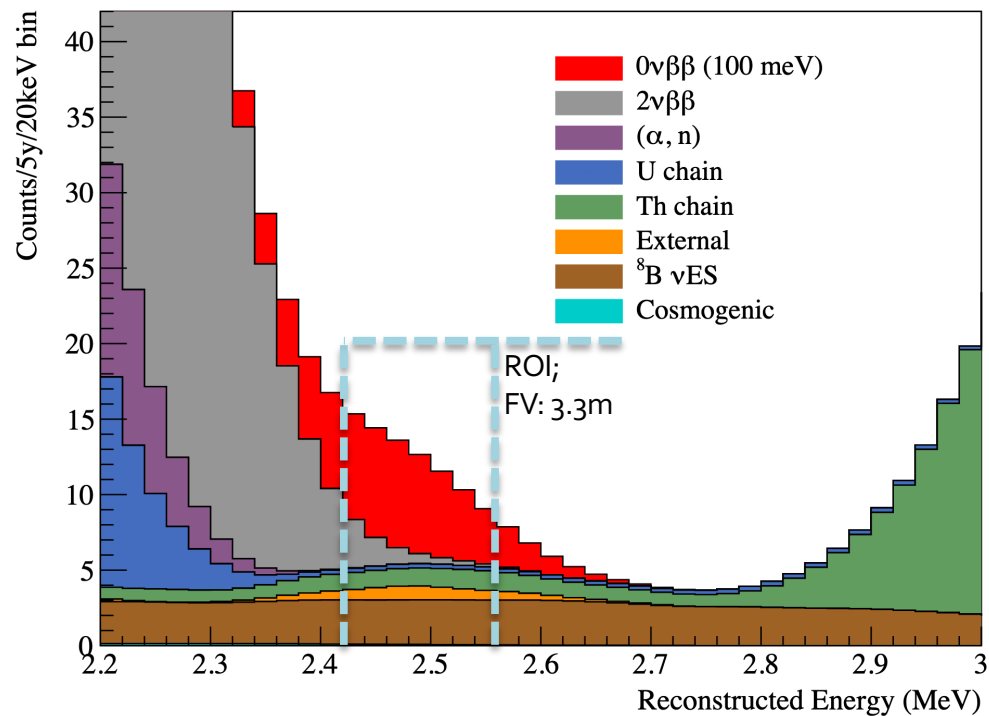 Counts/5y/20keV bin
40
35
30
25
20
15
10
5
0
0νββ (100 meV)
2νββ
(α, n)
U chain
Th chain
External
⁸B νES
Cosmogenic
ROI;
FV: 3.3m
2.2 2.3 2.4 2.5 2.6 2.7 2.8 2.9 3
Reconstructed Energy (MeV)